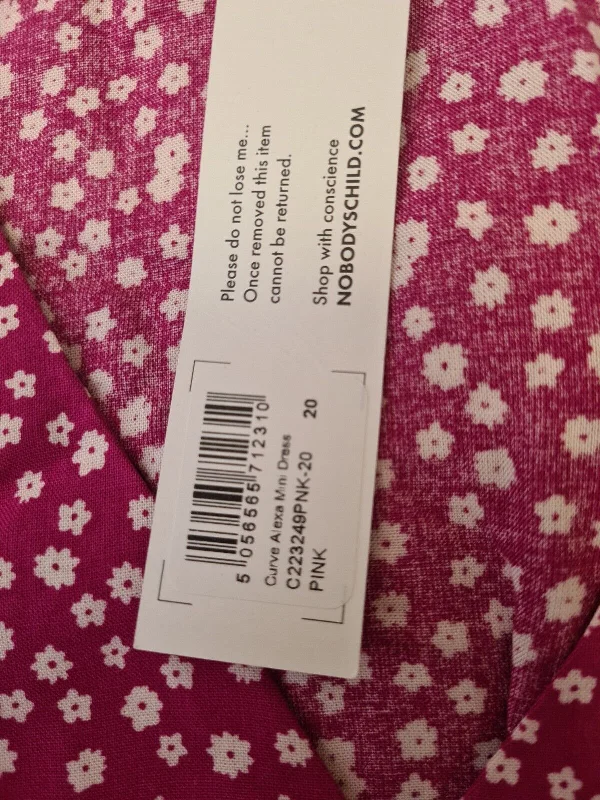 Please do not lose me...
Once removed this item
cannot be returned.
Shop with conscience
NOBODYSCHILD.COM
5 056565 712310
Curve Alexa Mini Dress
C223249PNK-20
20
PINK